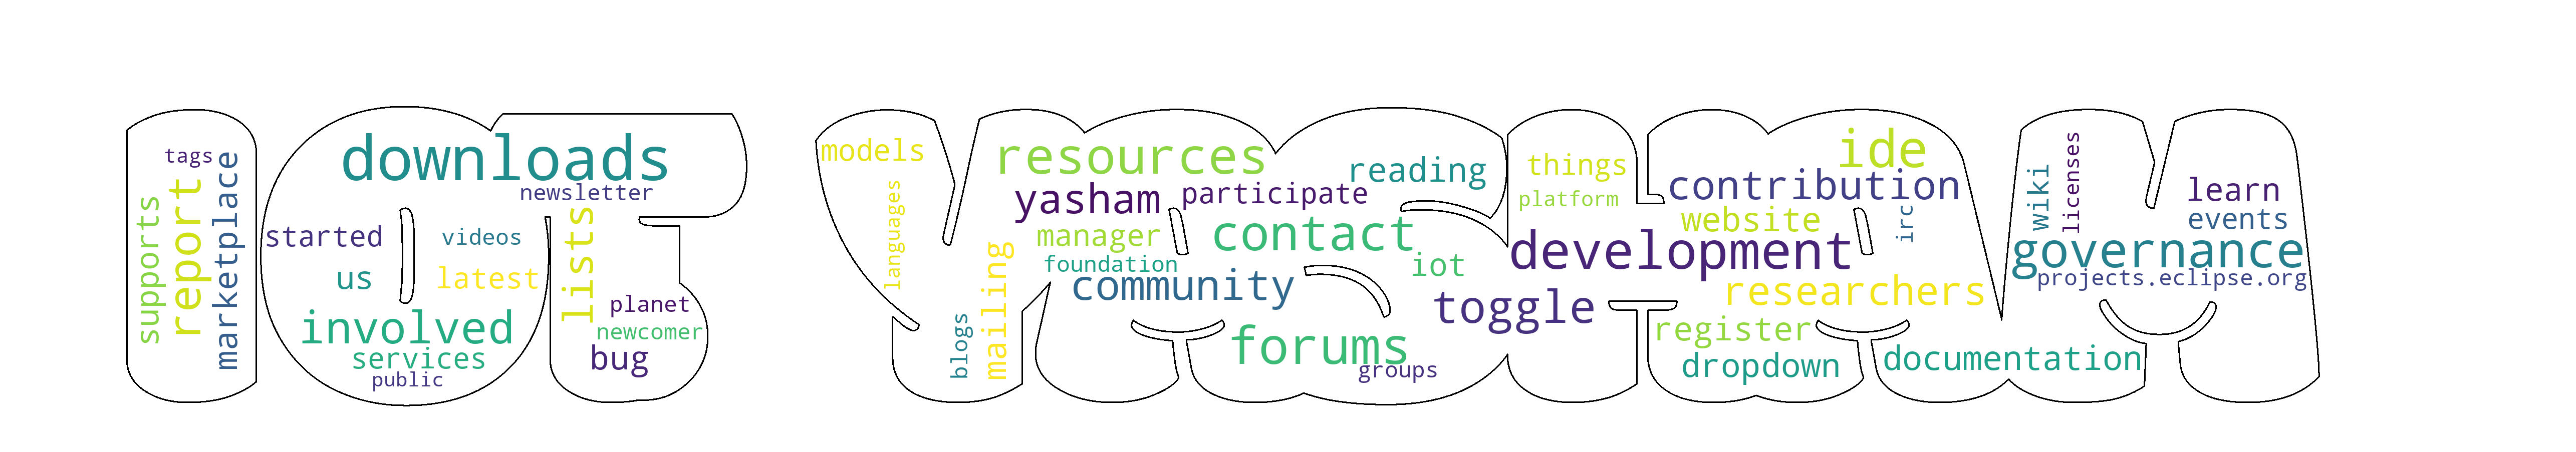 tags
supports
report
marketplace
downloads
newsletter
started
videos
us
latest
lists
involved
services
public
planet
newcomer
bug
models
languages
blogs
mailing
resources
yasham
participate
reading
manager
contact
foundation
community
iot
forums
groups
toggle
things
platform
development
ide
contribution
website
irc
researchers
register
dropdown
documentation
wiki
licenses
learn
events
governance
projects.eclipse.org